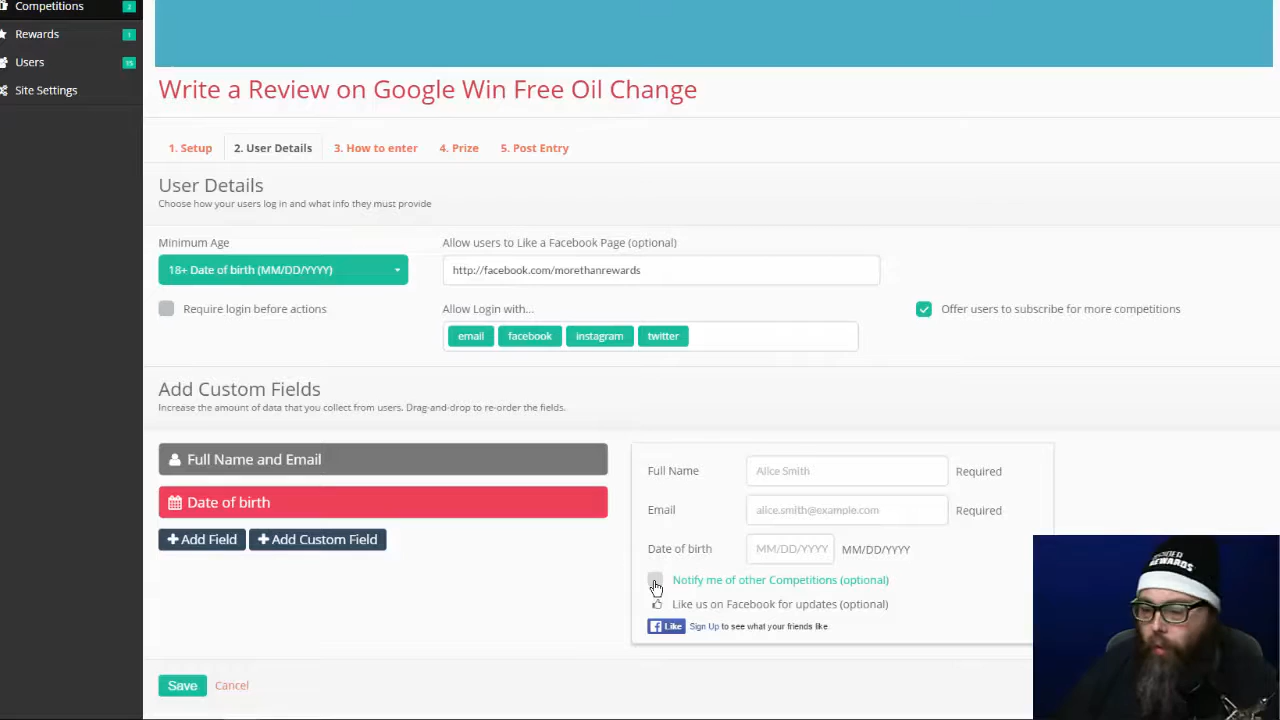 Competitions 2
Rewards 1
Users 15
Site Settings
Write a Review on Google Win Free Oil Change
1. Setup 2. User Details 3. How to enter 4. Prize 5. Post Entry
User Details
Choose how your users log in and what info they must provide
Minimum Age Allow users to Like a Facebook Page (optional)
18+ Date of birth (MM/DD/YYYY) http://facebook.com/morethanrewards
Require login before actions Allow Login with... Offer users to subscribe for more competitions
email facebook instagram twitter
Add Custom Fields
Increase the amount of data that you collect from users. Drag-and-drop to re-order the fields.
Full Name and Email
Date of birth
+ Add Field + Add Custom Field
Full Name Alice Smith Required
Email alice.smith@example.com Required
Date of birth MM/DD/YYYY MM/DD/YYYY
Notify me of other Competitions (optional)
Like us on Facebook for updates (optional)
Like Sign Up to see what your friends like.
Save Cancel
REWARDS